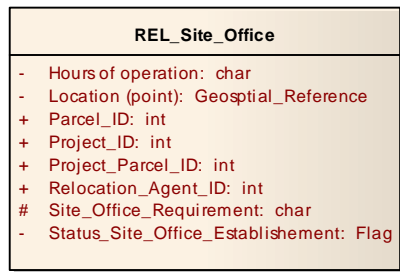 REL_Site_Office
- Hours of operation: char
- Location (point): Geosptial_Reference
+ Parcel_ID: int
+ Project_ID: int
+ Project_Parcel_ID: int
+ Relocation_Agent_ID: int
# Site_Office_Requirement: char
- Status_Site_Office_Establishement: Flag